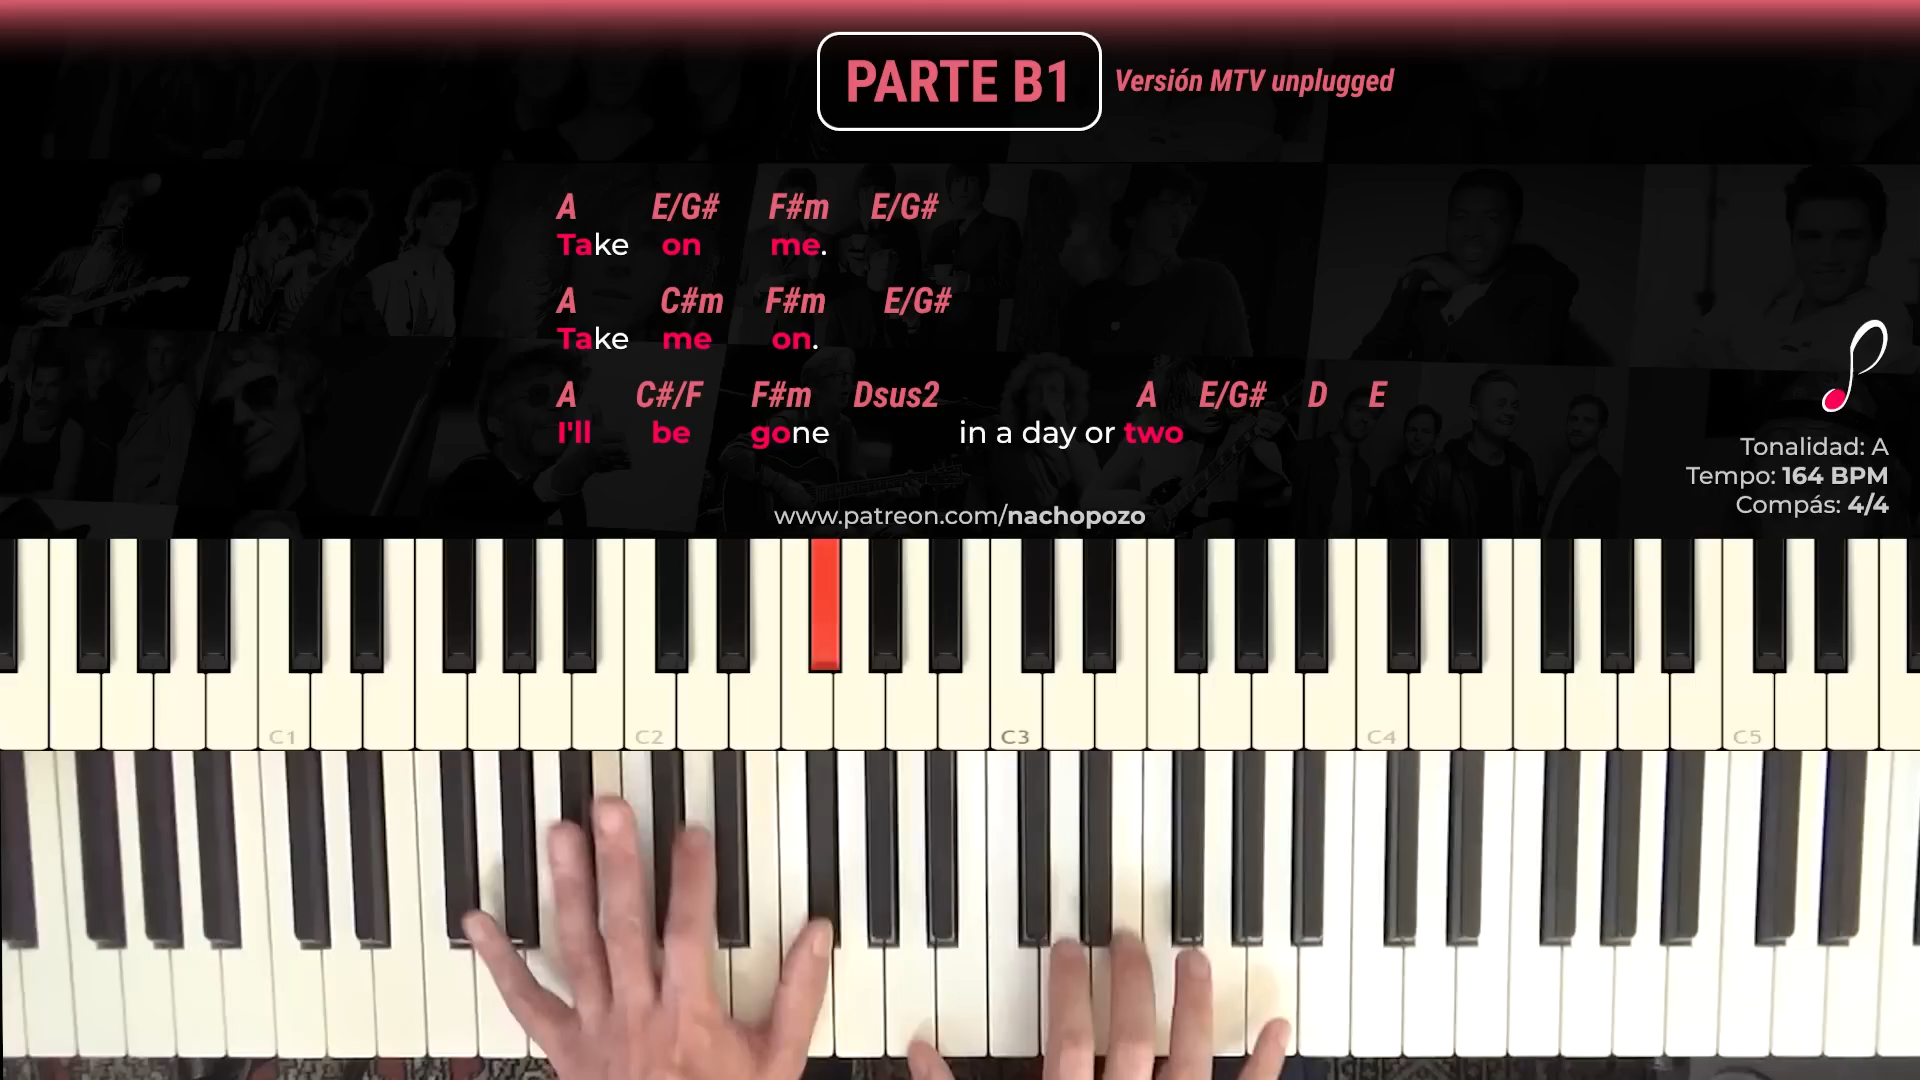 PARTE B1
Versión MTV unplugged
A E/G# F#m E/G#
Take on me.
A C#m F#m E/G#
Take me on.
A C#/F F#m Dsus2 A E/G# D E
I'll be gone in a day or two
Tonalidad: A
Tempo: 164 BPM
Compás: 4/4
www.patreon.com/nachopozo
C1 C2 C3 C4 C5